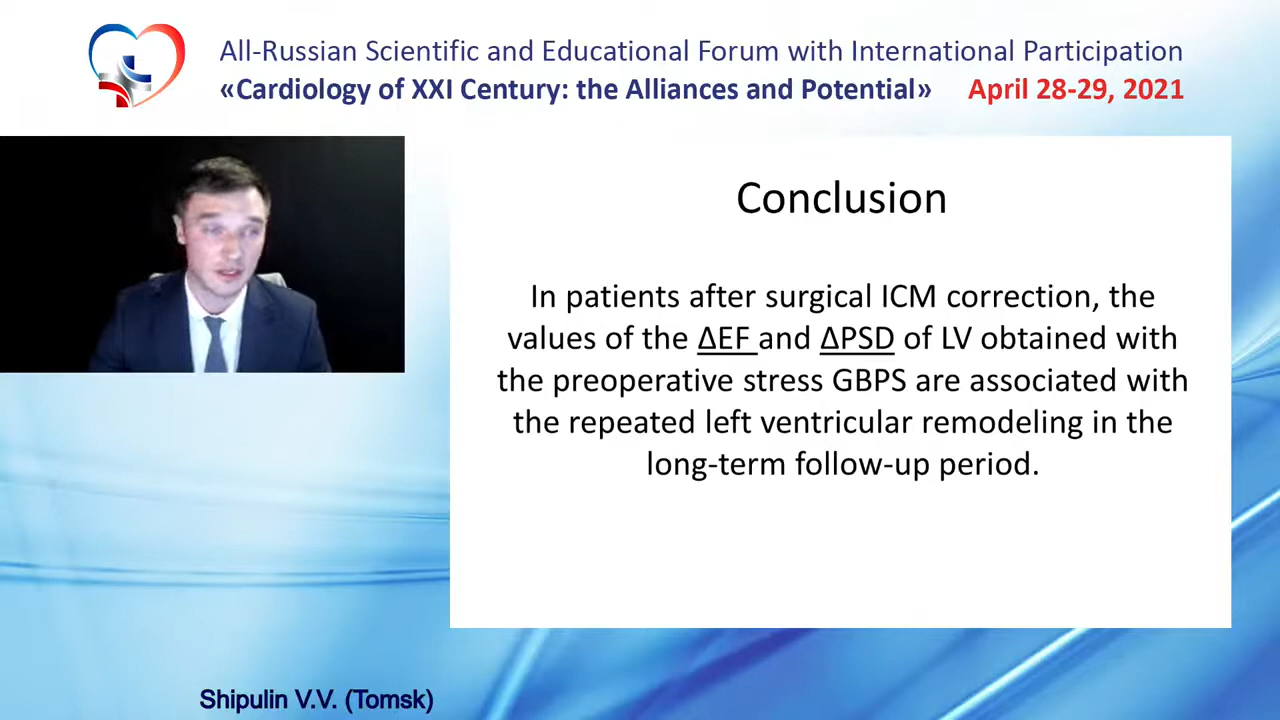 All-Russian Scientific and Educational Forum with International Participation
«Cardiology of XXI Century: the Alliances and Potential» April 28-29, 2021
Conclusion
In patients after surgical ICM correction, the
values of the ΔEF and ΔPSD of LV obtained with
the preoperative stress GBPS are associated with
the repeated left ventricular remodeling in the
long-term follow-up period.
Shipulin V.V. (Tomsk)